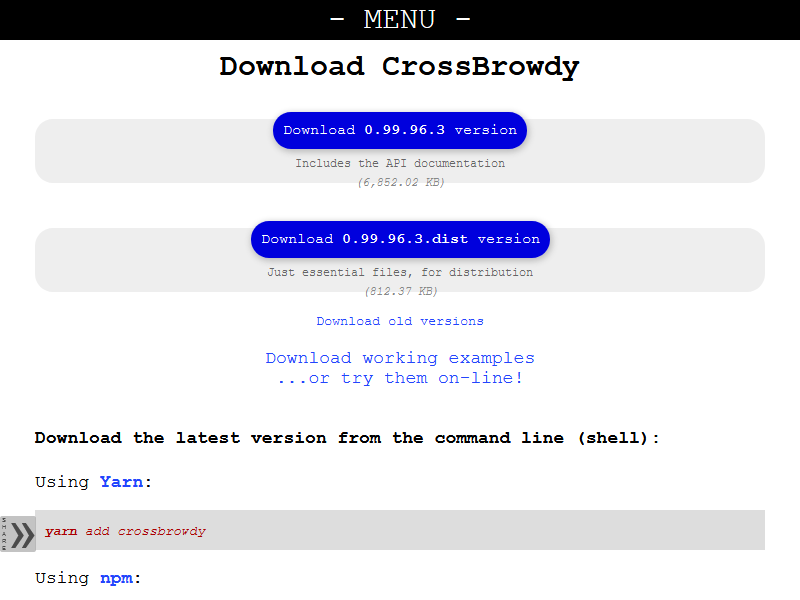 - MENU -
Download CrossBrowdy
Download 0.99.96.3 version
Includes the API documentation
(6,852.02 KB)
Download 0.99.96.3.dist version
Just essential files, for distribution
(812.37 KB)
Download old versions
Download working examples
...or try them on-line!
Download the latest version from the command line (shell):
Using Yarn:
SHARE
yarn add crossbrowdy
Using npm: